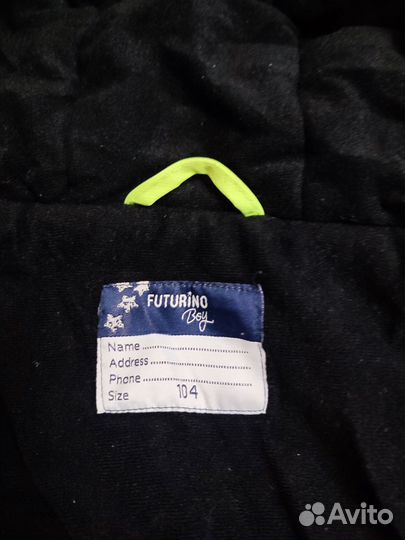 FUTURINO
Boy
Name
Address
Phone
Size 104
Avito